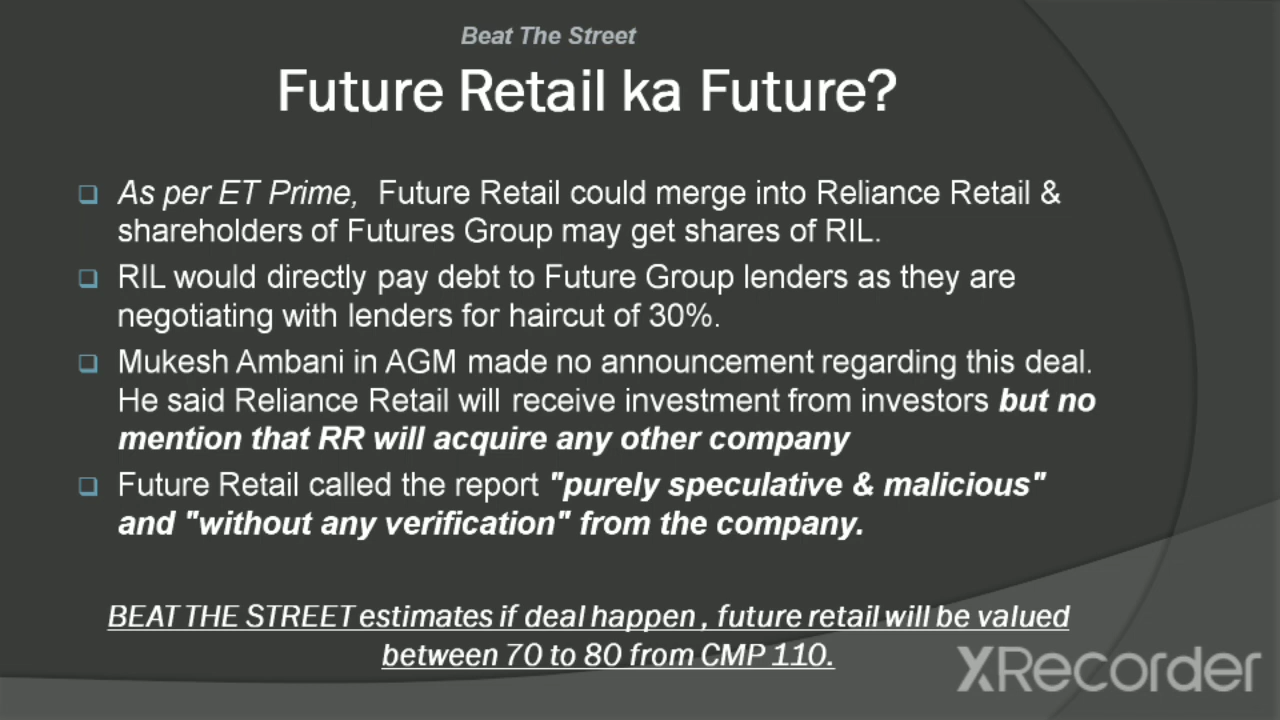 Beat The Street
Future Retail ka Future?
As per ET Prime, Future Retail could merge into Reliance Retail &
shareholders of Futures Group may get shares of RIL.
RIL would directly pay debt to Future Group lenders as they are
negotiating with lenders for haircut of 30%.
Mukesh Ambani in AGM made no announcement regarding this deal.
He said Reliance Retail will receive investment from investors but no
mention that RR will acquire any other company
Future Retail called the report "purely speculative & malicious"
and "without any verification" from the company.
BEAT THE STREET estimates if deal happen , future retail will be valued
between 70 to 80 from CMP 110.
XRecorder